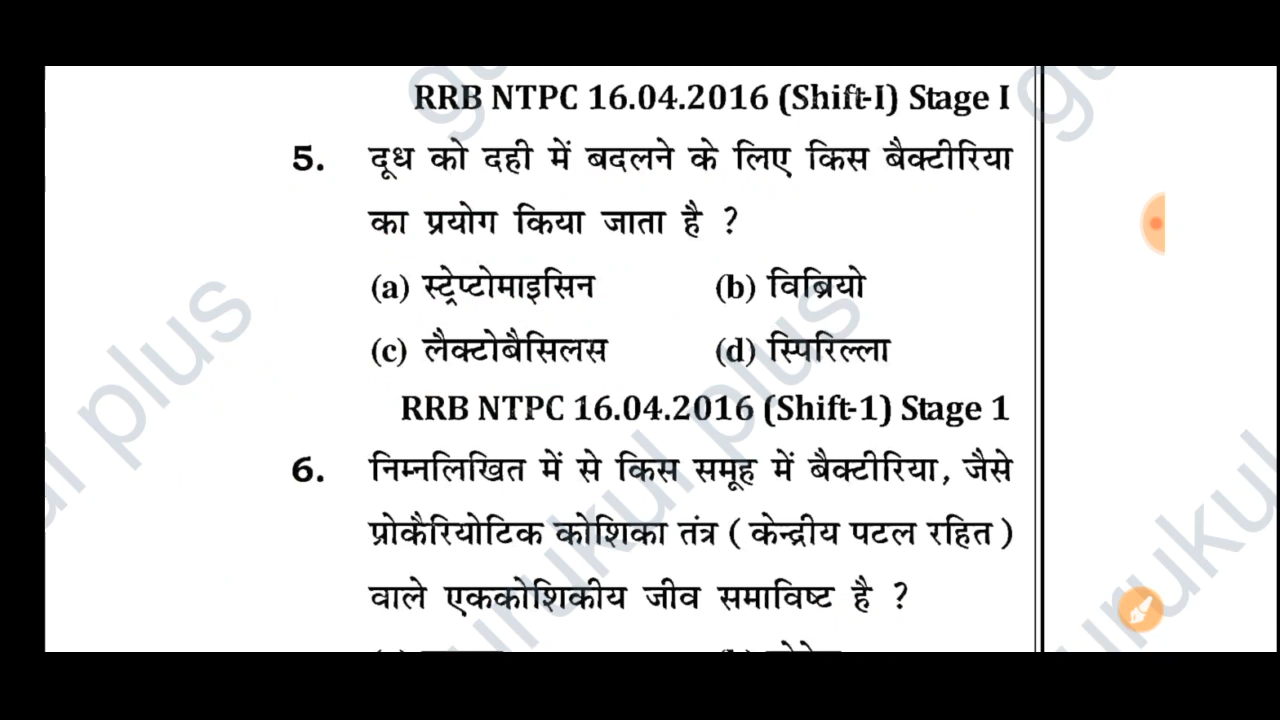 RRB NTPC 16.04.2016 (Shift-I) Stage I
5. दूध को दही में बदलने के लिए किस बैक्टीरिया
का प्रयोग किया जाता है ?
(a) स्ट्रेप्टोमाइसिन (b) विब्रियो
(c) लैक्टोबैसिलस (d) स्पिरिल्ला
RRB NTPC 16.04.2016 (Shift-1) Stage 1
6. निम्नलिखित में से किस समूह में बैक्टीरिया, जैसे
प्रोकैरियोटिक कोशिका तंत्र ( केन्द्रीय पटल रहित )
वाले एककोशिकीय जीव समाविष्ट है ?